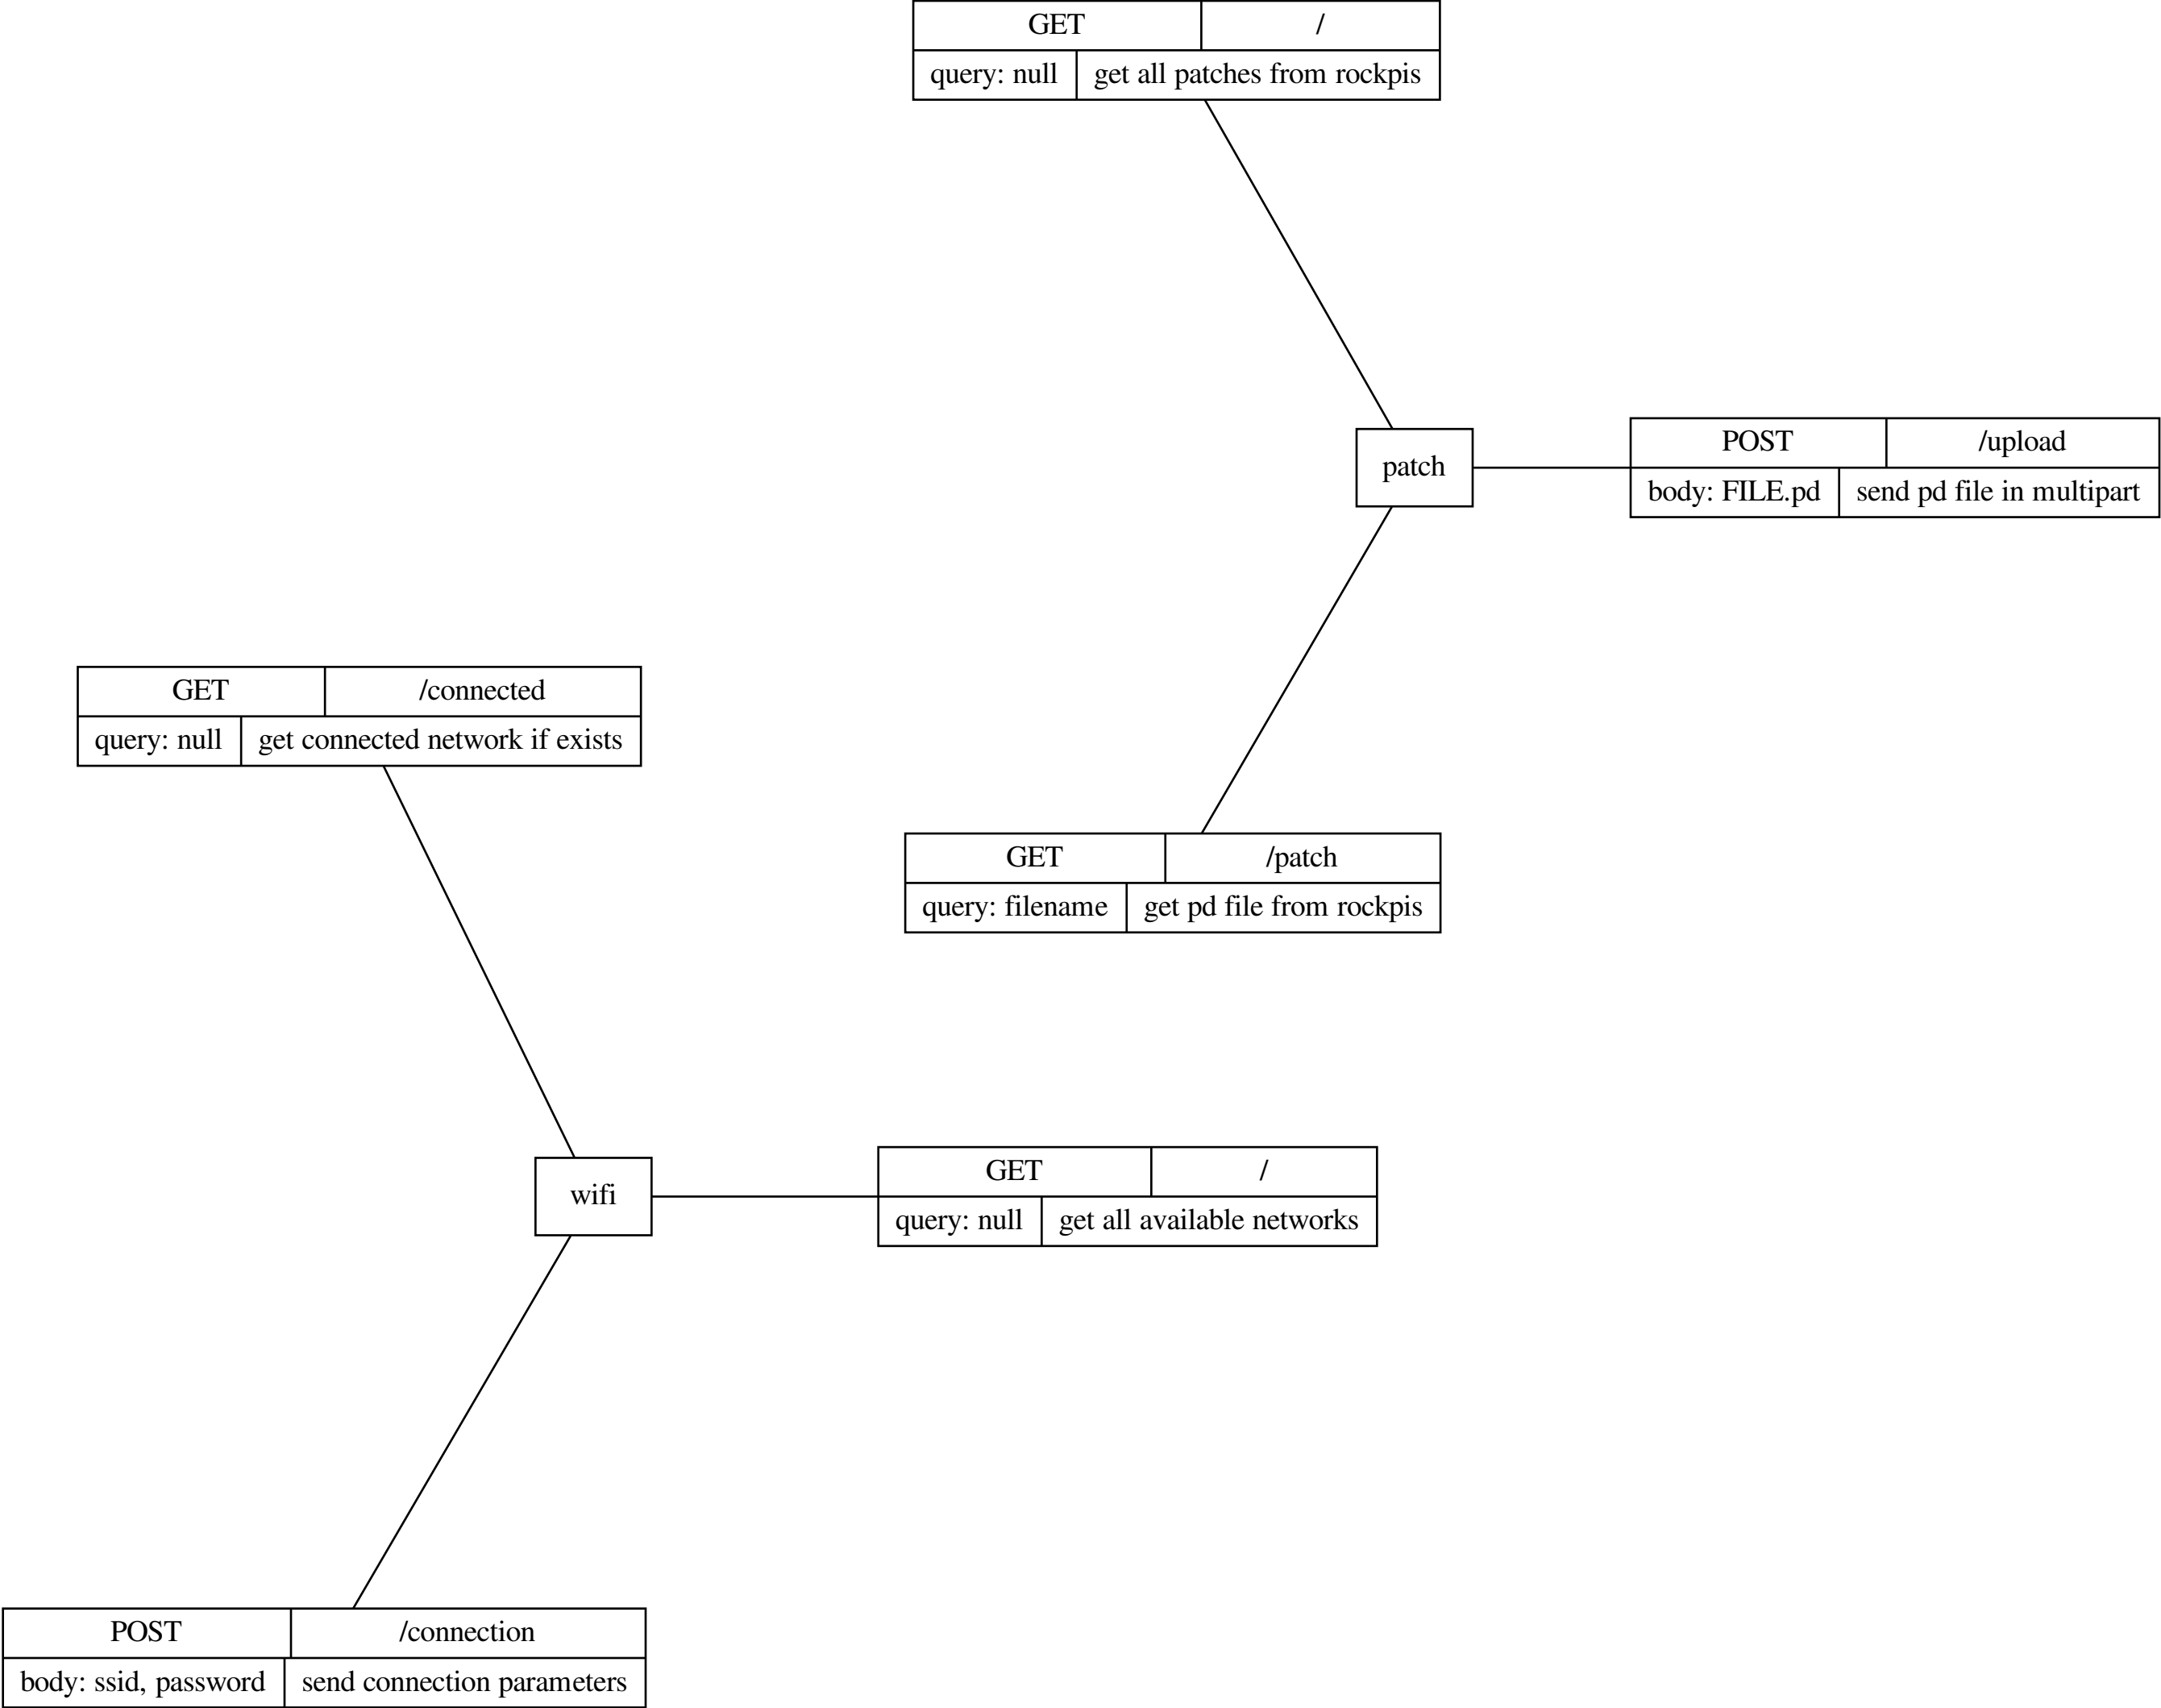 GET /
query: null get all patches from rockpis
patch
POST /upload
body: FILE.pd send pd file in multipart
GET /connected
query: null get connected network if exists
GET /patch
query: filename get pd file from rockpis
wifi
GET /
query: null get all available networks
POST /connection
body: ssid, password send connection parameters